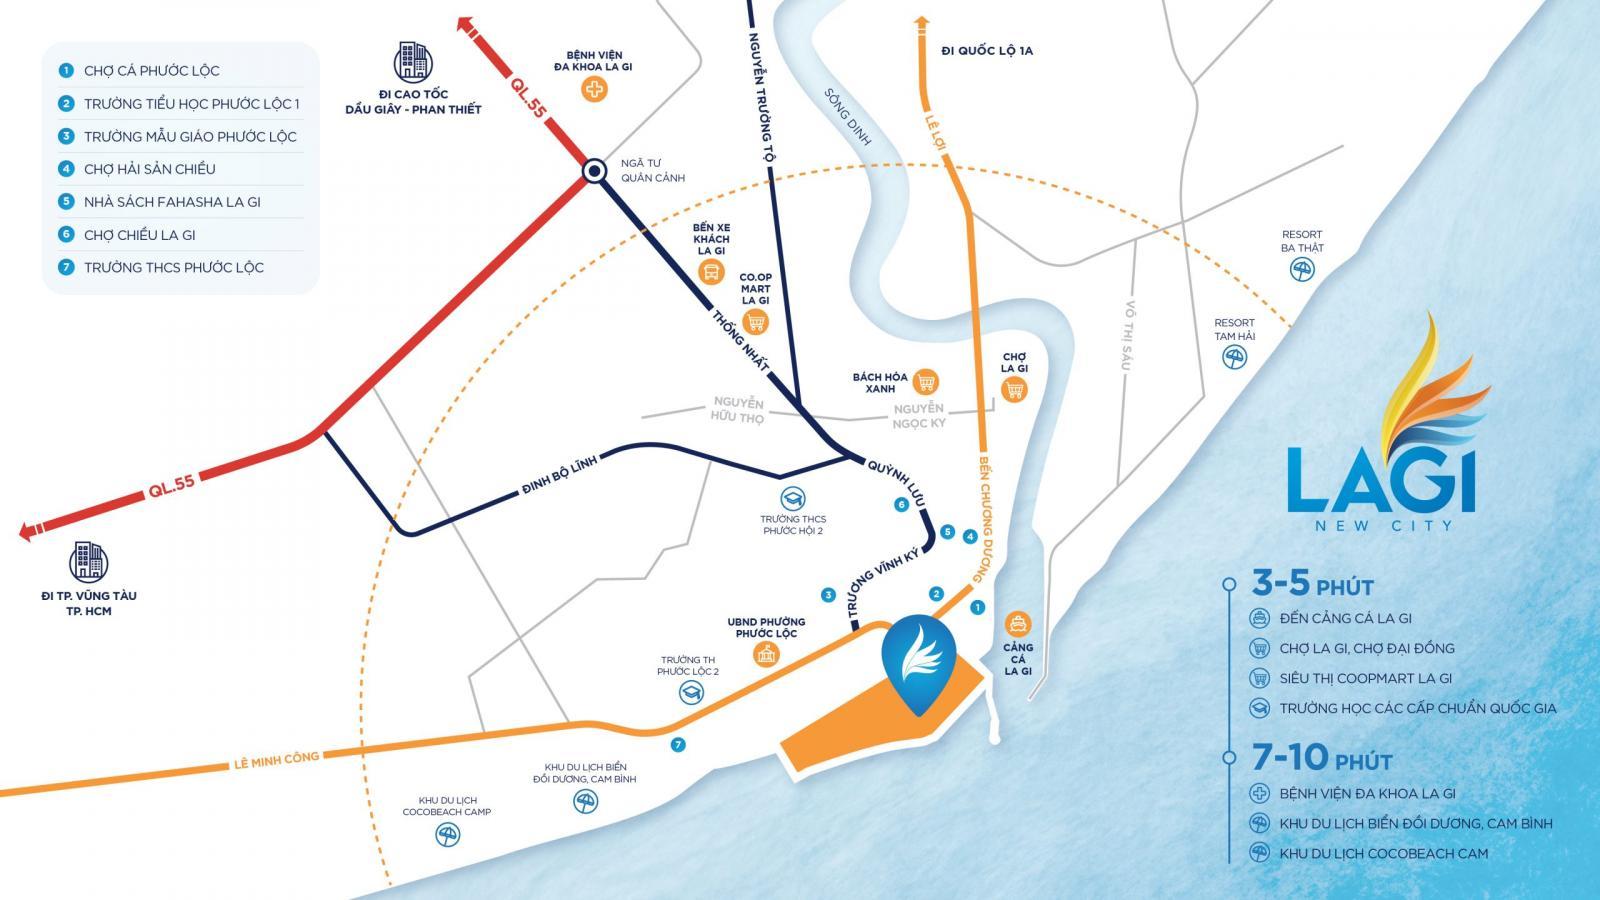 1 CHỢ CÁ PHƯỚC LỘC
2 TRƯỜNG TIỂU HỌC PHƯỚC LỘC 1
3 TRƯỜNG MẪU GIÁO PHƯỚC LỘC
4 CHỢ HẢI SẢN CHIỀU
5 NHÀ SÁCH FAHASHA LA GI
6 CHỢ CHIỀU LA GI
7 TRƯỜNG THCS PHƯỚC LỘC
ĐI CAO TỐC
DẦU GIÂY - PHAN THIẾT
QL.55
BỆNH VIỆN
ĐA KHOA LA GI
NGÃ TƯ
QUÂN CẢNH
NGUYỄN TRƯỜNG TỘ
SÔNG DINH
LÊ LỢI
ĐI QUỐC LỘ 1A
BẾN XE
KHÁCH
LA GI
CO.OP
MART
LA GI
THỐNG NHẤT
RESORT
BA THẬT
RESORT
TAM HẢI
VÕ THỊ SÁU
CHỢ
LA GI
BÁCH HÓA
XANH
NGUYỄN
HỮU THỌ
NGUYỄN
NGỌC KỲ
QL.55
ĐINH BỘ LĨNH
QUỲNH LƯU
BẾN CHƯƠNG DƯƠNG
TRƯỜNG THCS
PHƯỚC HỘI 2
6
5
4
TRƯƠNG VĨNH KÝ
3
2
1
ĐI TP. VŨNG TÀU
TP. HCM
UBND PHƯỜNG
PHƯỚC LỘC
TRƯỜNG TH
PHƯỚC LỘC 2
CẢNG
CÁ
LA GI
7
LÊ MINH CÔNG
KHU DU LỊCH BIỂN
ĐỒI DƯƠNG, CAM BÌNH
KHU DU LỊCH
COCOBEACH CAMP
LAGI
NEW CITY
3-5 PHÚT
ĐẾN CẢNG CÁ LA GI
CHỢ LA GI, CHỢ ĐẠI ĐỒNG
SIÊU THỊ COOPMART LA GI
TRƯỜNG HỌC CÁC CẤP CHUẨN QUỐC GIA
7-10 PHÚT
BỆNH VIỆN ĐA KHOA LA GI
KHU DU LỊCH BIỂN ĐỒI DƯƠNG, CAM BÌNH
KHU DU LỊCH COCOBEACH CAM